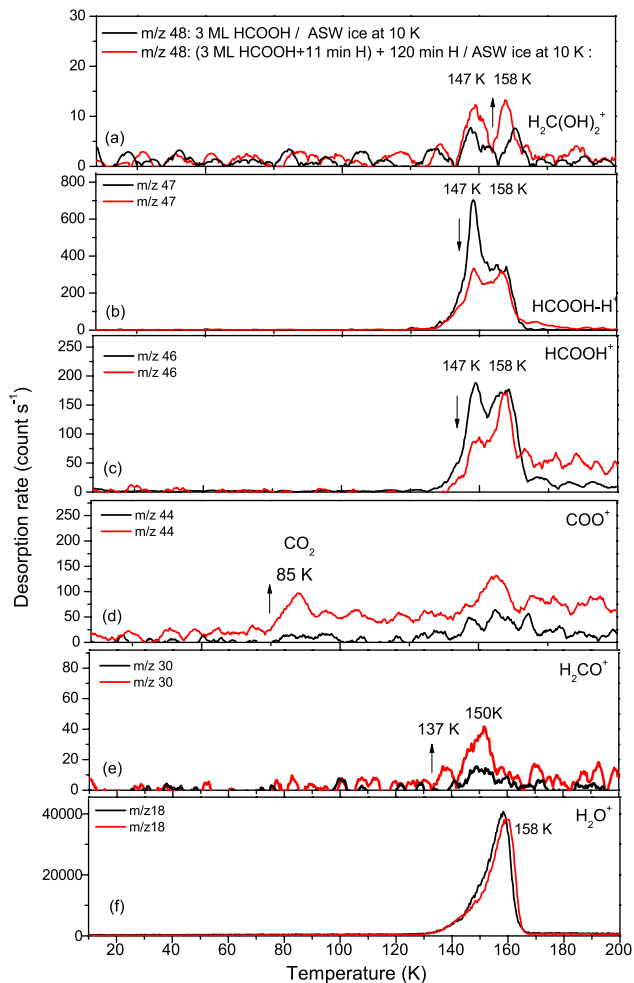 m/z 48: 3 ML HCOOH / ASW ice at 10 K
m/z 48: (3 ML HCOOH+11 min H) + 120 min H / ASW ice at 10 K :
30
20
10
0
147 K 158 K
H₂C(OH)₂⁺
(a)
m/z 47
m/z 47
800
600
400
200
0
147 K 158 K
HCOOH-H⁺
(b)
m/z 46
m/z 46
250
200
150
100
50
0
147 K 158 K
HCOOH⁺
(c)
m/z 44
m/z 44
250
200
150
100
50
0
CO₂
85 K
COO⁺
(d)
m/z 30
m/z 30
80
60
40
20
0
137 K 150K
H₂CO⁺
(e)
m/z18
m/z18
40000
20000
0
158 K
H₂O⁺
(f)
20 40 60 80 100 120 140 160 180 200
Temperature (K)
Desorption rate (count s⁻¹)